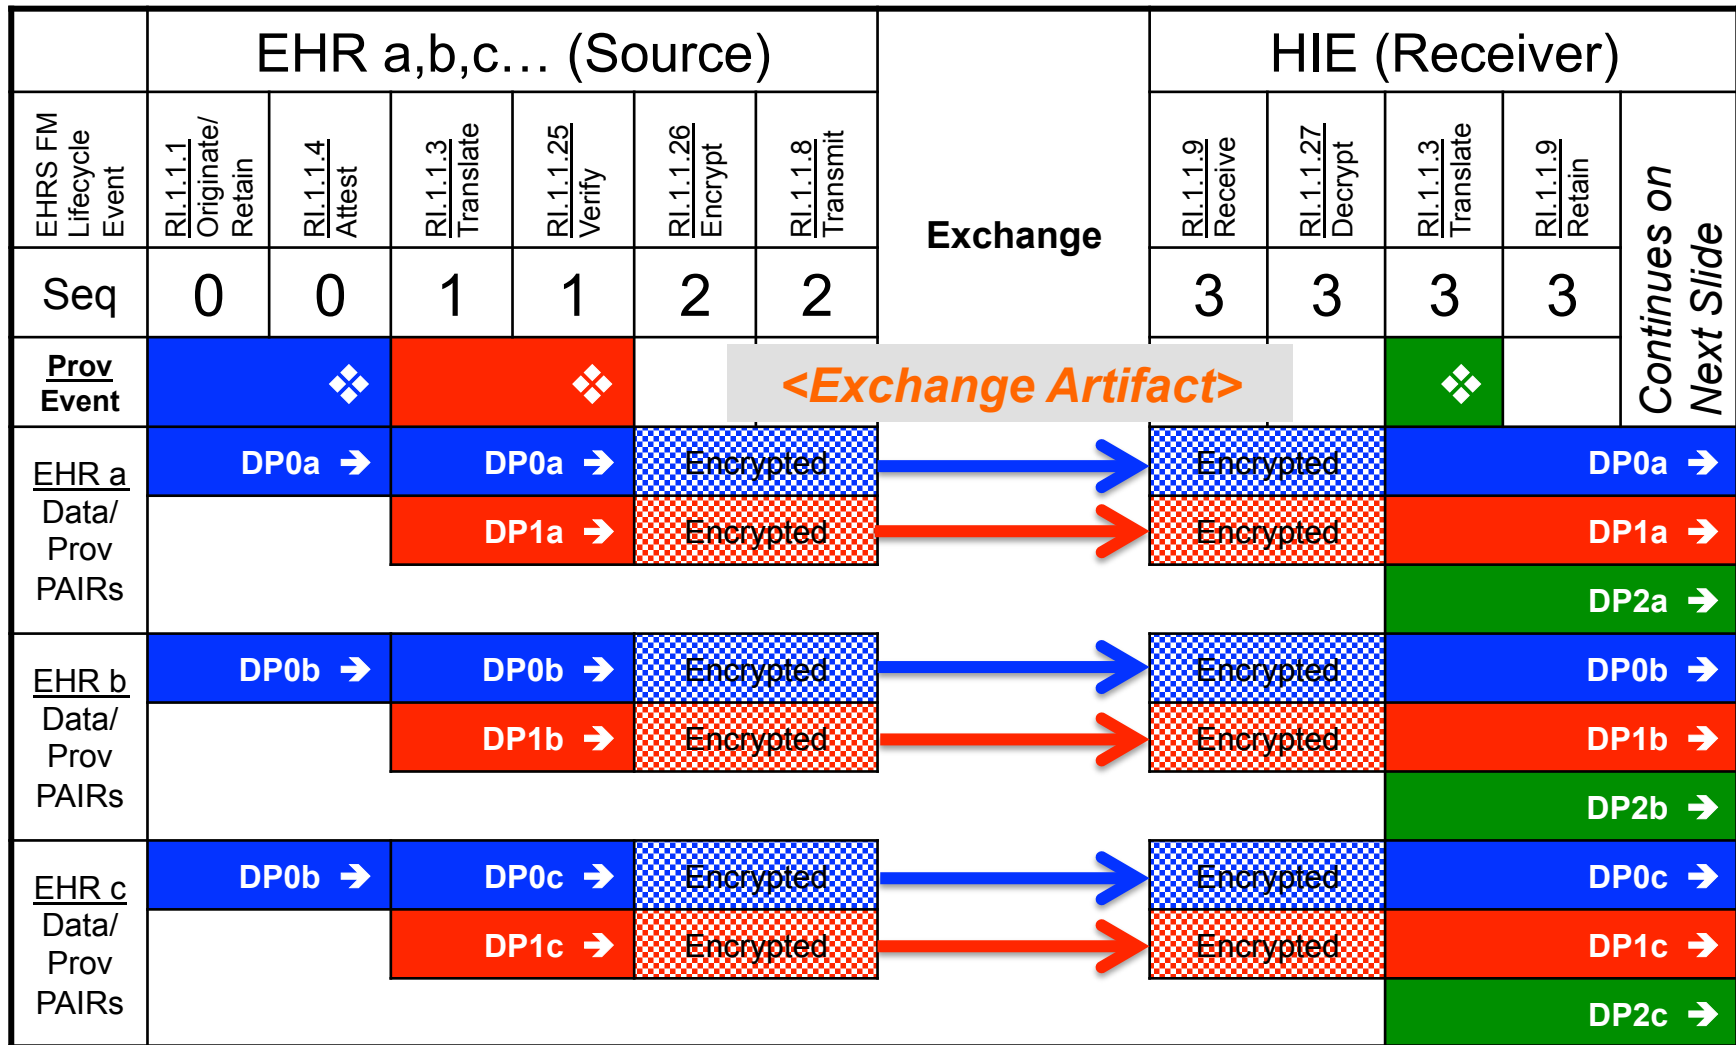 EHR a,b,c… (Source)
HIE (Receiver)
EHRS FM
Lifecycle
Event
RI.1.1.1
Originate/
Retain
RI.1.1.4
Attest
RI.1.1.3
Translate
RI.1.1.25
Verify
RI.1.1.26
Encrypt
RI.1.1.8
Transmit
Exchange
RI.1.1.9
Receive
RI.1.1.27
Decrypt
RI.1.1.3
Translate
RI.1.1.9
Retain
Continues on
Next Slide
Seq
0
0
1
1
2
2
3
3
3
3
Prov
Event
❖
❖
<Exchange Artifact>
❖
EHR a
Data/
Prov
PAIRs
DP0a ➔
DP0a ➔
Encrypted
Encrypted
DP0a ➔
DP1a ➔
Encrypted
Encrypted
DP1a ➔
DP2a ➔
EHR b
Data/
Prov
PAIRs
DP0b ➔
DP0b ➔
Encrypted
Encrypted
DP0b ➔
DP1b ➔
Encrypted
Encrypted
DP1b ➔
DP2b ➔
EHR c
Data/
Prov
PAIRs
DP0b ➔
DP0c ➔
Encrypted
Encrypted
DP0c ➔
DP1c ➔
Encrypted
Encrypted
DP1c ➔
DP2c ➔